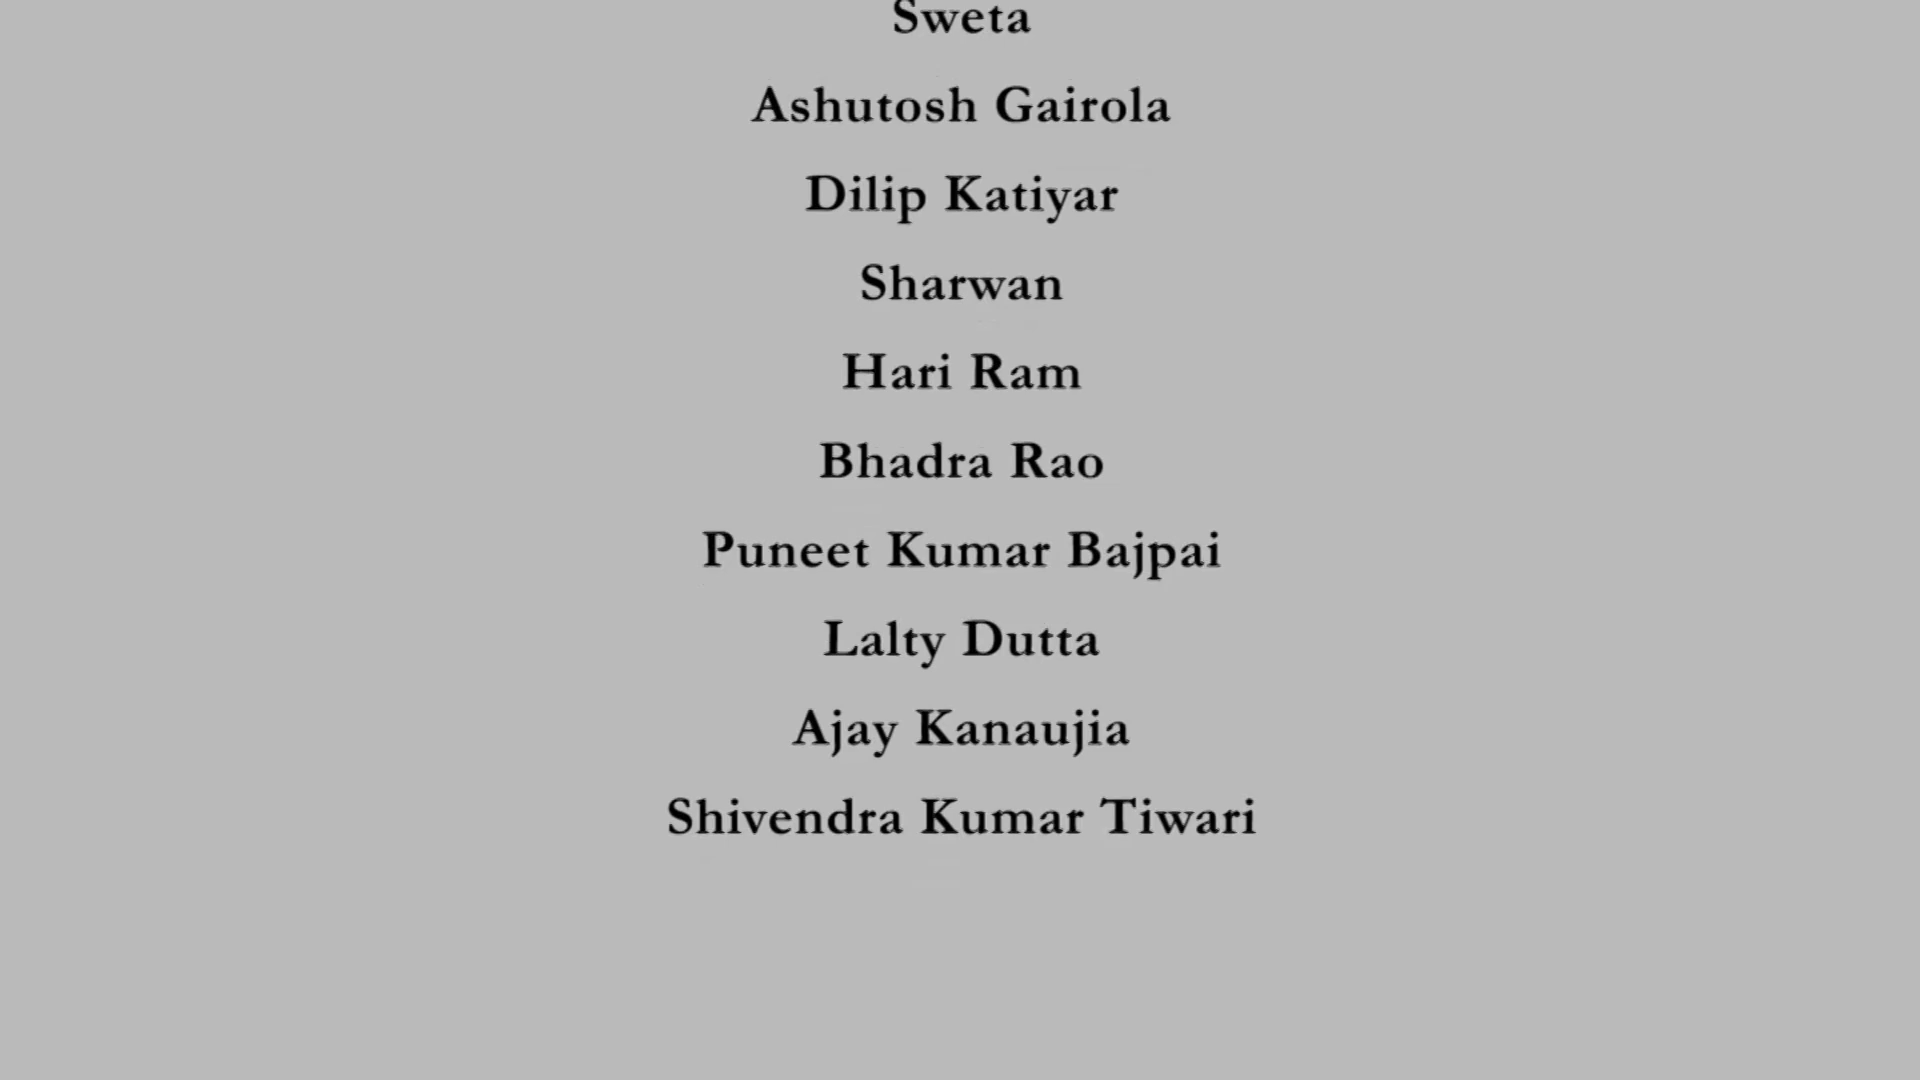 Sweta
Ashutosh Gairola
Dilip Katiyar
Sharwan
Hari Ram
Bhadra Rao
Puneet Kumar Bajpai
Lalty Dutta
Ajay Kanaujia
Shivendra Kumar Tiwari